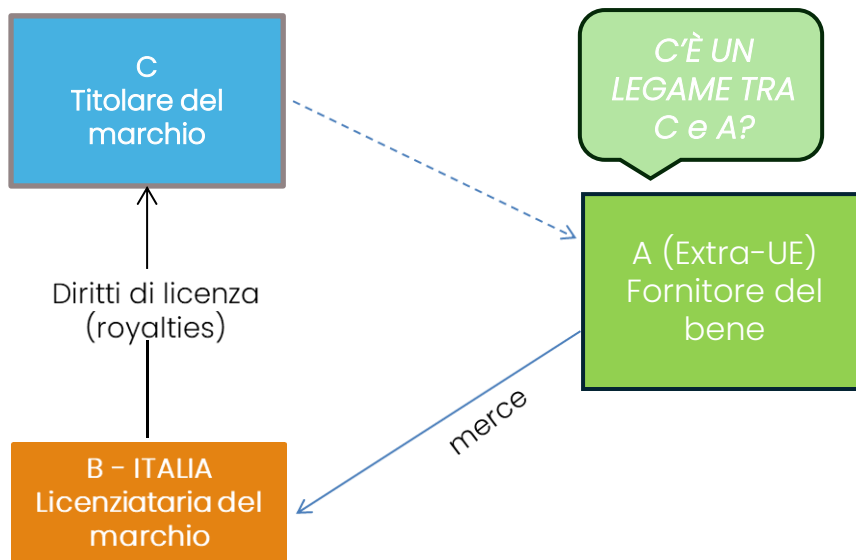 C
Titolare del
marchio
C'È UN
LEGAME TRA
C e A?
A (Extra-UE)
Fornitore del
bene
Diritti di licenza
(royalties)
merce
B - ITALIA
Licenziataria del
marchio